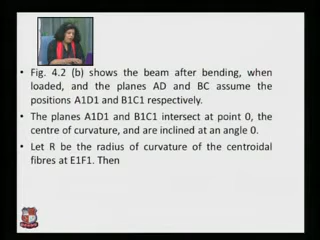 • Fig. 4.2 (b) shows the beam after bending, when
loaded, and the planes AD and BC assume the
positions A1D1 and B1C1 respectively.
• The planes A1D1 and B1C1 intersect at point 0, the
centre of curvature, and are inclined at an angle 0.
• Let R be the radius of curvature of the centroidal
fibres at E1F1. Then